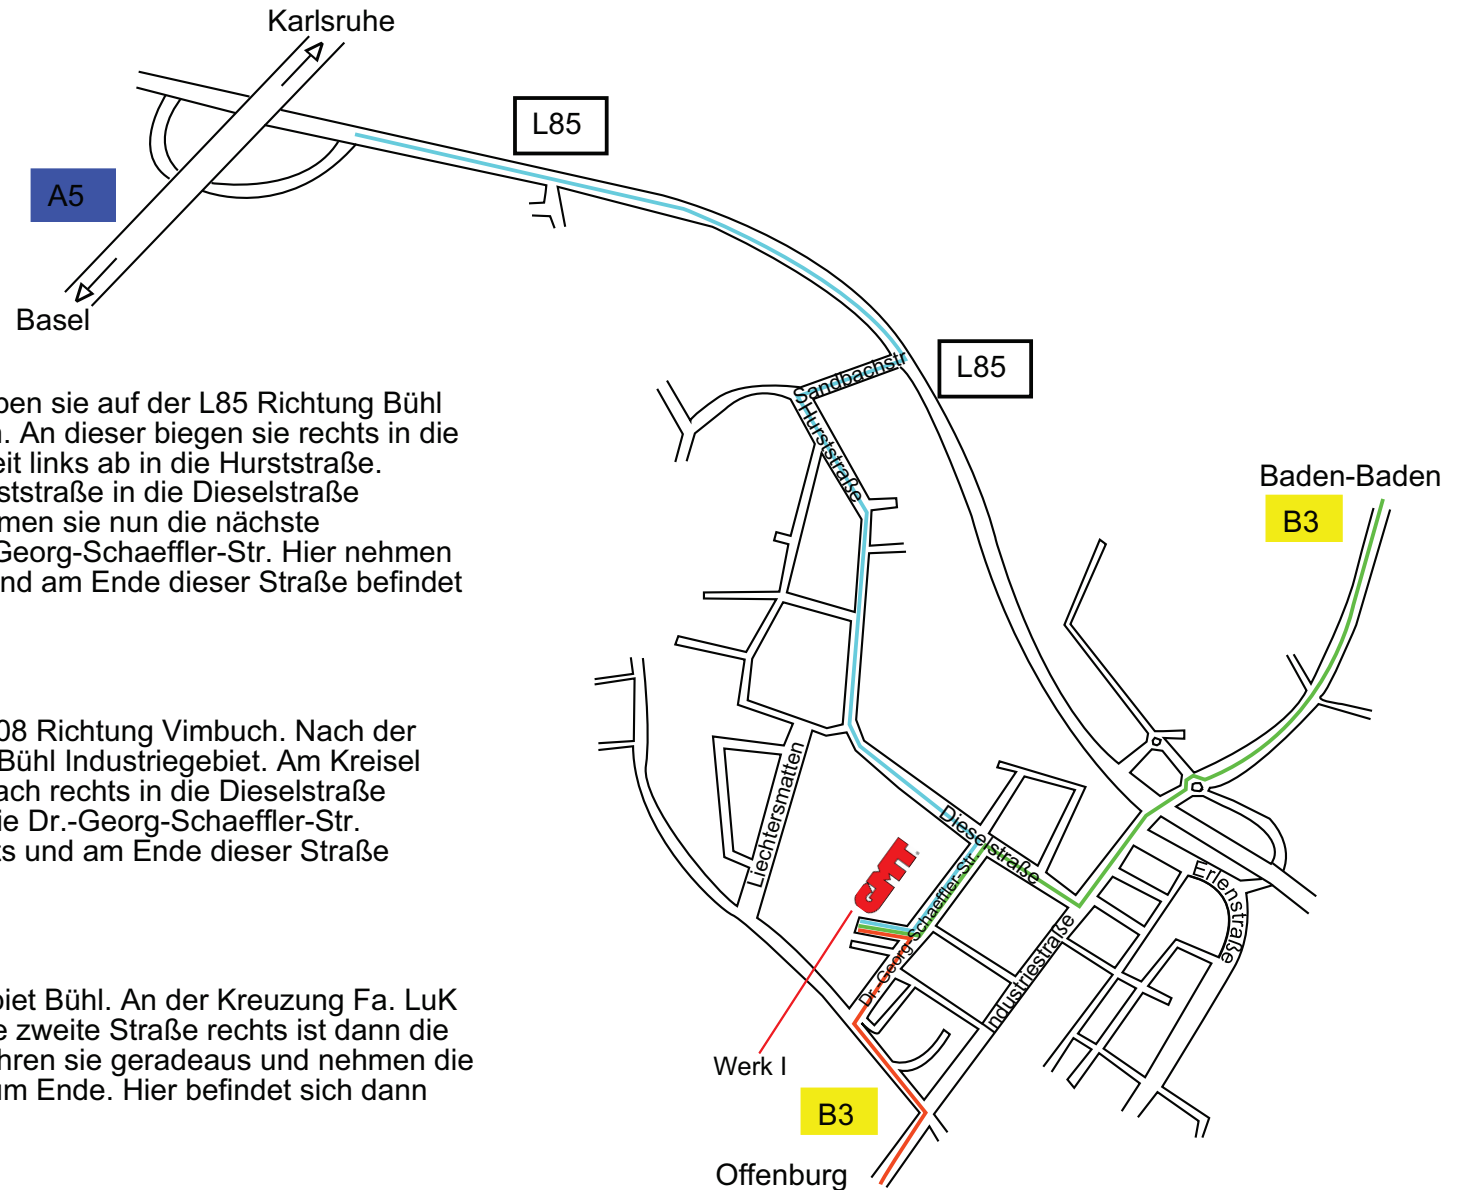 Karlsruhe
L85
A5
Basel
Sandbachstr
L85
Hurststraße
ben sie auf der L85 Richtung Bühl
. An dieser biegen sie rechts in die
eit links ab in die Hurststraße.
ststraße in die Dieselstraße
men sie nun die nächste
Georg-Schaeffler-Str. Hier nehmen
nd am Ende dieser Straße befindet
Baden-Baden
B3
08 Richtung Vimbuch. Nach der
Bühl Industriegebiet. Am Kreisel
ach rechts in die Dieselstraße
ie Dr.-Georg-Schaeffler-Str.
ts und am Ende dieser Straße
Liechtersmatten
Dieselstraße
GMT
Dr.-Georg-Schaeffler-Str.
Erlenstraße
Industriestraße
biet Bühl. An der Kreuzung Fa. LuK
e zweite Straße rechts ist dann die
hren sie geradeaus und nehmen die
um Ende. Hier befindet sich dann
Werk I
B3
Offenburg